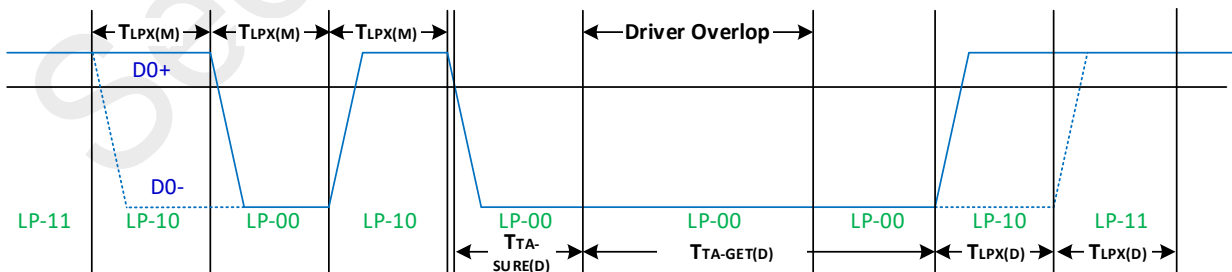 TLPX(M) TLPX(M) TLPX(M) Driver Overlop
D0+
D0-
LP-11 LP-10 LP-00 LP-10 LP-00 LP-00 LP-00 LP-10 LP-11
TTA-SURE(D) TTA-GET(D) TLPX(D) TLPX(D)